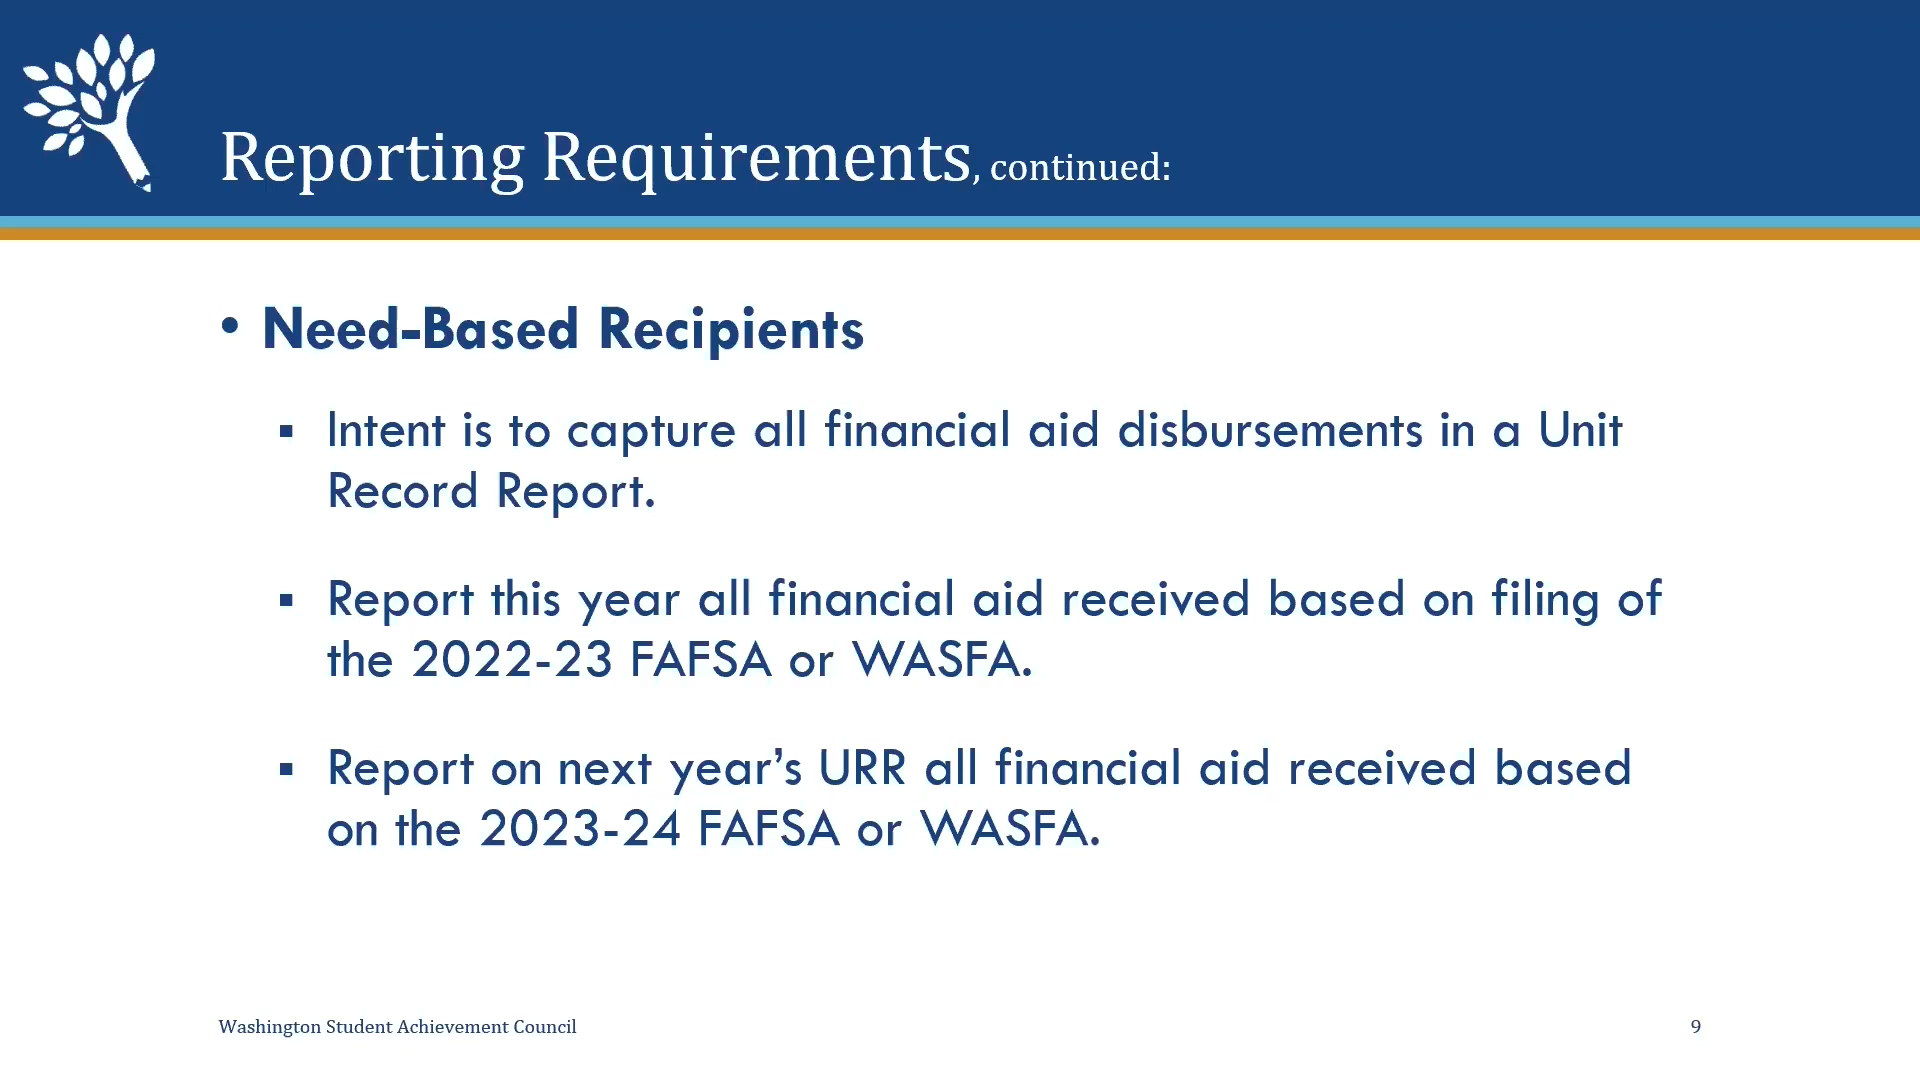 Reporting Requirements, continued:
• Need-Based Recipients
▪ Intent is to capture all financial aid disbursements in a Unit
Record Report.
▪ Report this year all financial aid received based on filing of
the 2022-23 FAFSA or WASFA.
▪ Report on next year’s URR all financial aid received based
on the 2023-24 FAFSA or WASFA.
Washington Student Achievement Council
9